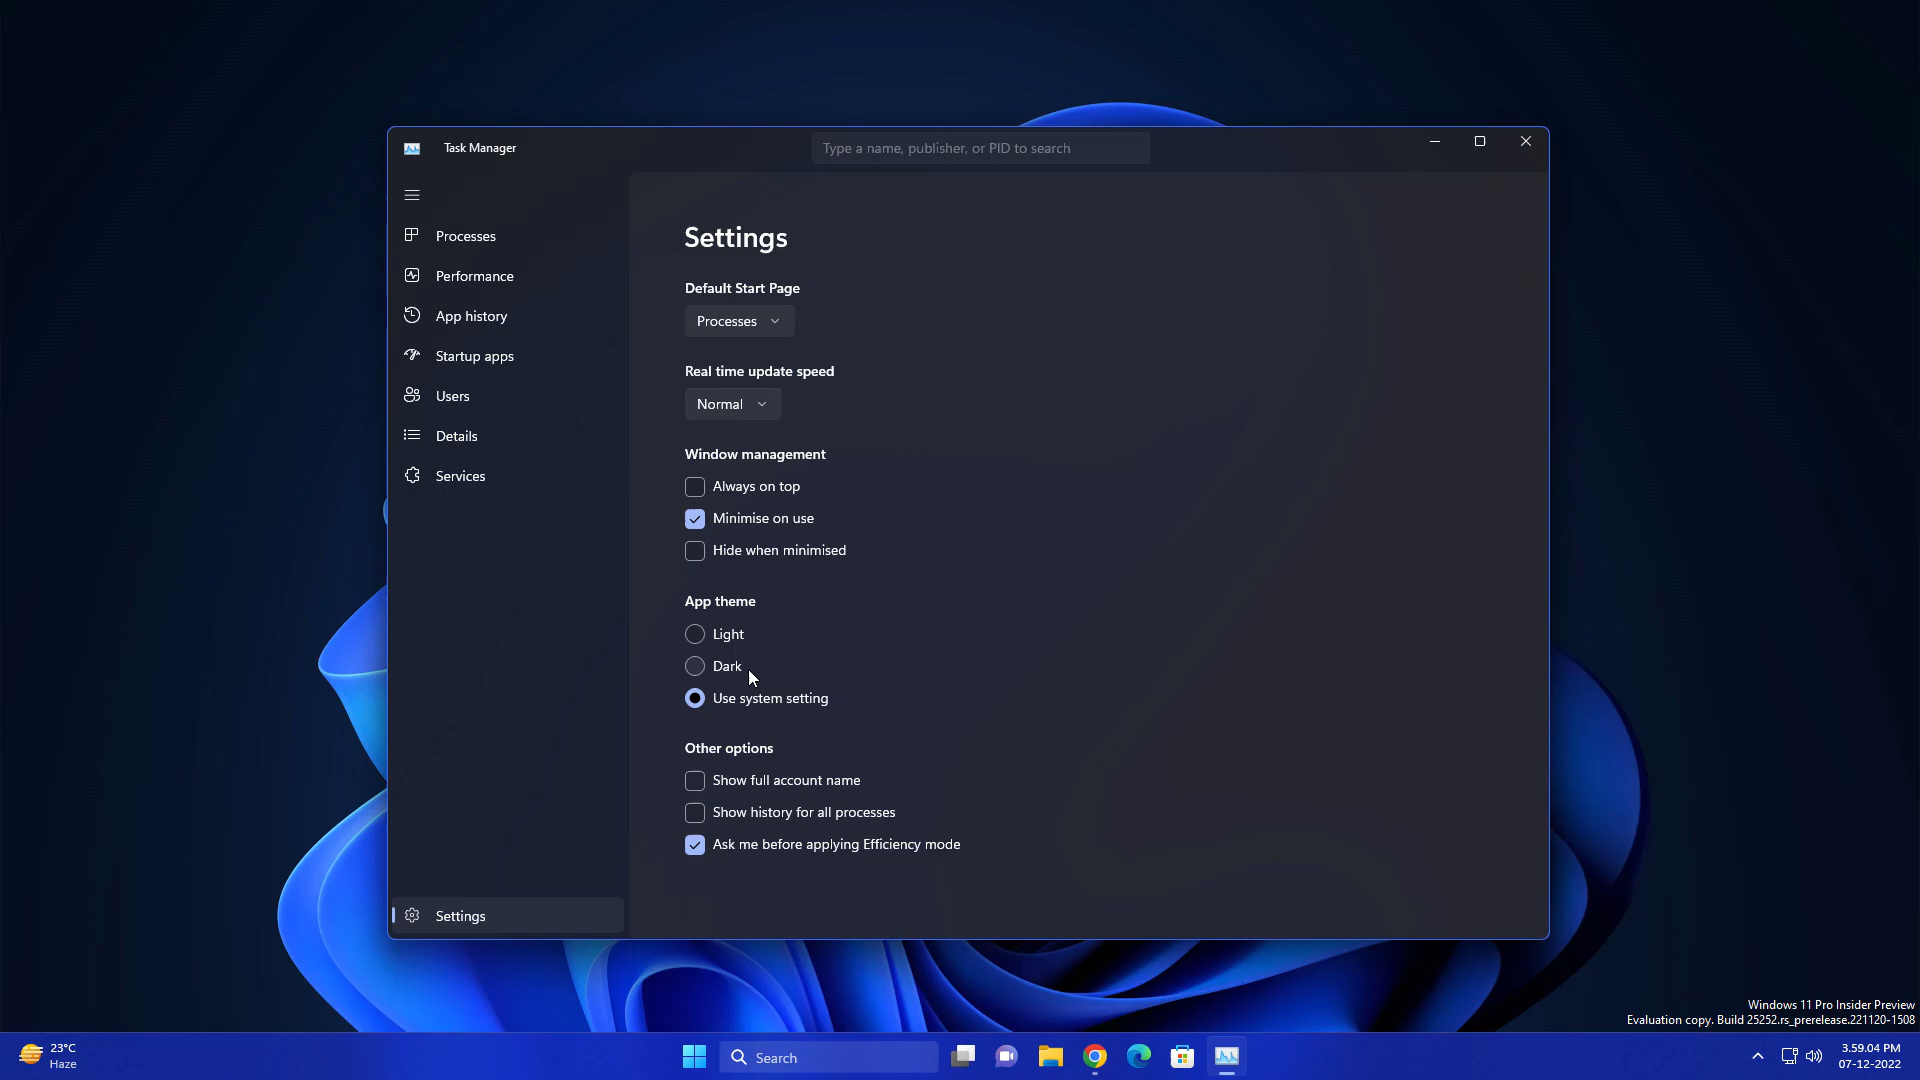 Task Manager
Type a name, publisher, or PID to search
Processes
Performance
App history
Startup apps
Users
Details
Services
Settings
Settings
Default Start Page
Processes
Real time update speed
Normal
Window management
Always on top
Minimise on use
Hide when minimised
App theme
Light
Dark
Use system setting
Other options
Show full account name
Show history for all processes
Ask me before applying Efficiency mode
Windows 11 Pro Insider Preview
Evaluation copy. Build 25252.rs_prerelease.221120-1508
23°C
Haze
Search
3.59.04 PM
07-12-2022